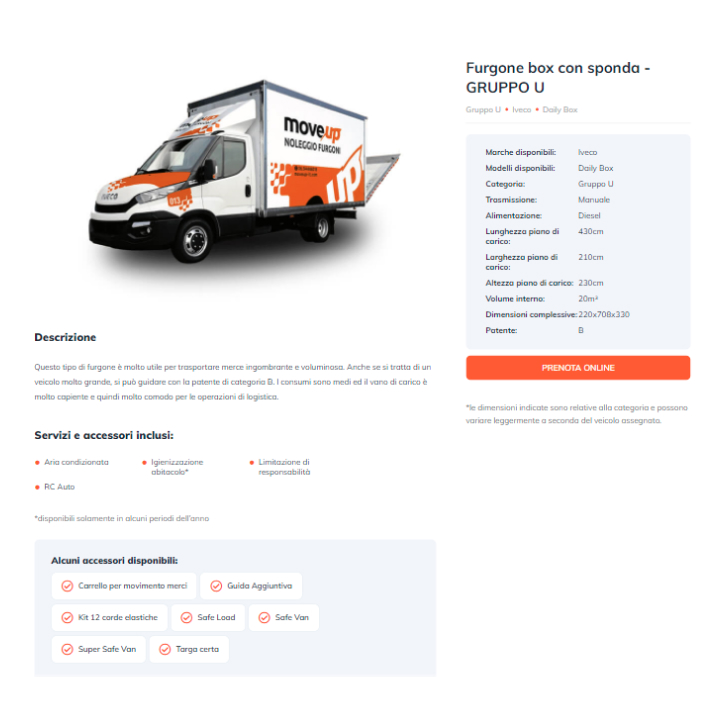 moveup
NOLEGGIO FURGONI
UP
IVECO
013
Furgone box con sponda -
GRUPPO U
Gruppo U • Iveco • Daily Box
Marche disponibili: Iveco
Modelli disponibili: Daily Box
Categoria: Gruppo U
Trasmissione: Manuale
Alimentazione: Diesel
Lunghezza piano di carico: 430cm
Larghezza piano di carico: 210cm
Altezza piano di carico: 230cm
Volume interno: 20m³
Dimensioni complessive: 220x708x330
Patente: B
PRENOTA ONLINE
*le dimensioni indicate sono relative alla categoria e possono
variare leggermente a seconda del veicolo assegnato.
Descrizione
Questo tipo di furgone è molto utile per trasportare merce ingombrante e voluminosa. Anche se si tratta di un
veicolo molto grande, si può guidare con la patente di categoria B. I consumi sono medi ed il vano di carico è
molto capiente e quindi molto comodo per le operazioni di logistica.
Servizi e accessori inclusi:
Aria condizionata
Igienizzazione
abitacolo*
Limitazione di
responsabilità
RC Auto
*disponibili solamente in alcuni periodi dell'anno
Alcuni accessori disponibili:
Carrello per movimento merci
Guida Aggiuntiva
Kit 12 corde elastiche
Safe Load
Safe Van
Super Safe Van
Targa certa